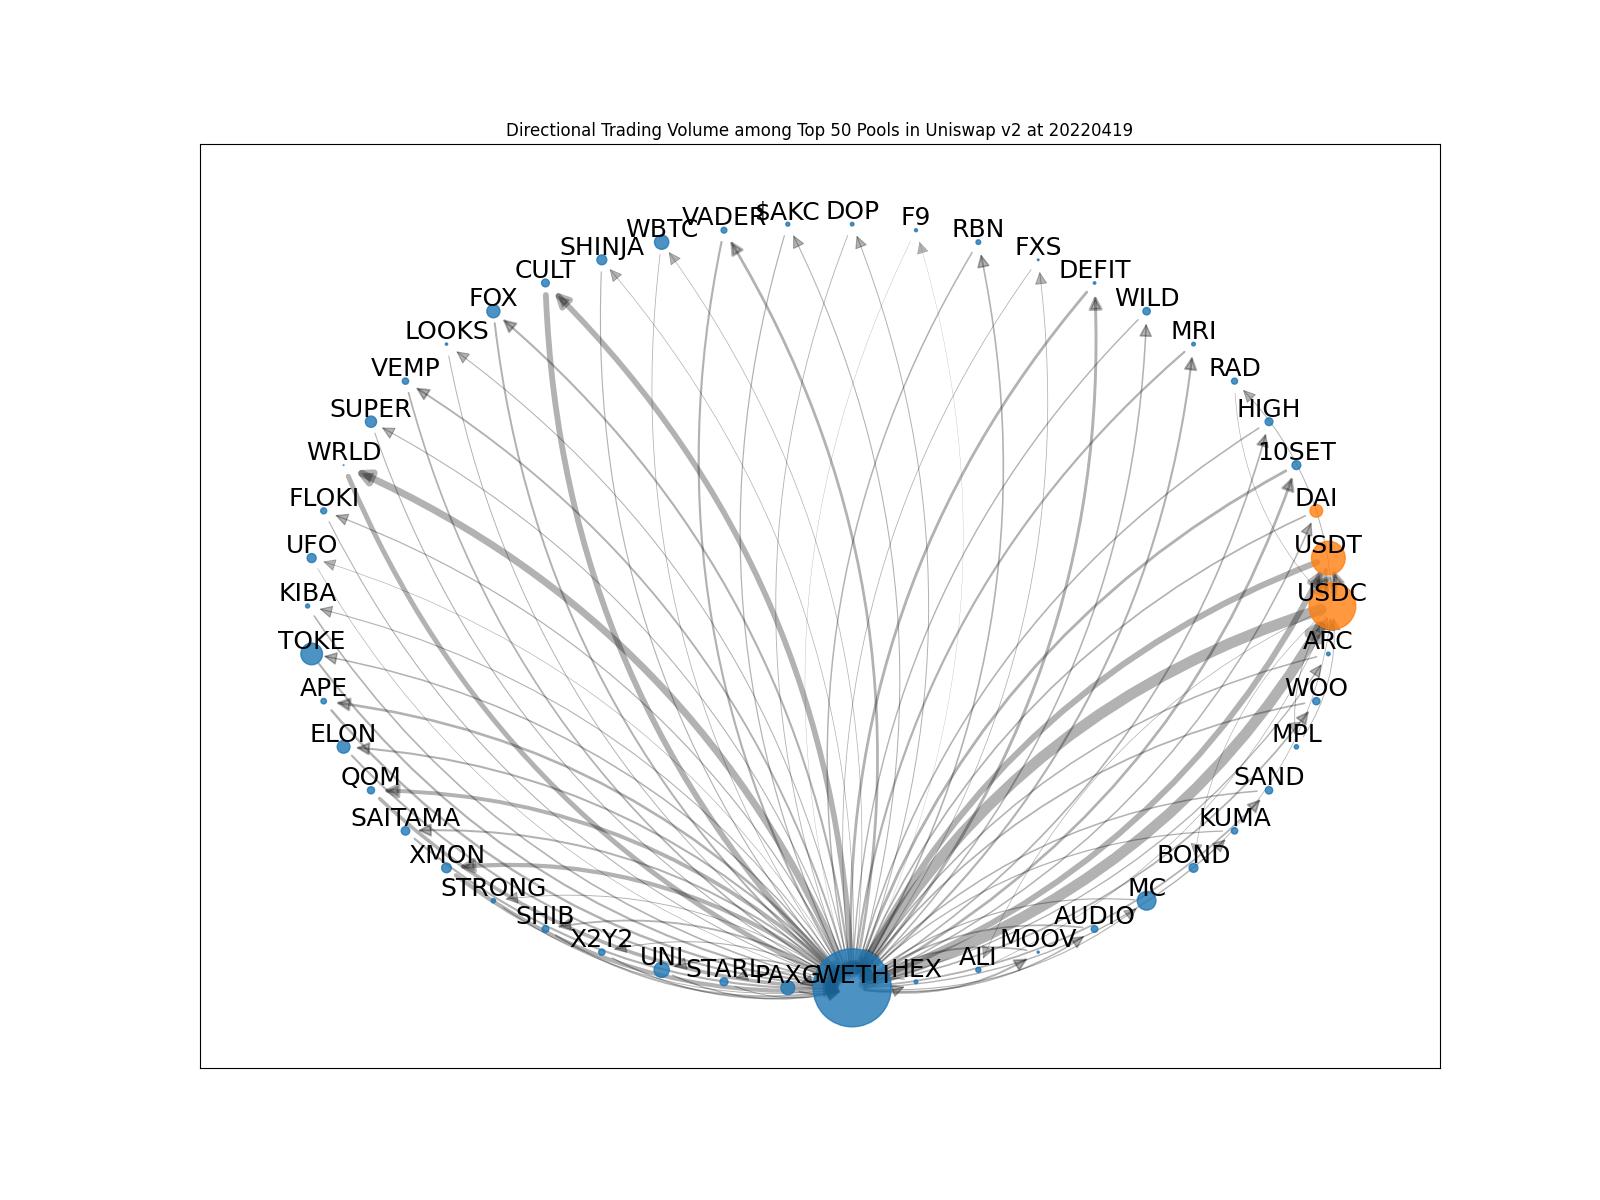 Directional Trading Volume among Top 50 Pools in Uniswap v2 at 20220419
VADER
$AKC
DOP
F9
WBTC
RBN
SHINJA
FXS
CULT
DEFIT
FOX
WILD
LOOKS
MRI
VEMP
RAD
SUPER
HIGH
WRLD
10SET
FLOKI
DAI
UFO
USDT
KIBA
USDC
TOKE
ARC
APE
WOO
ELON
MPL
QOM
SAND
SAITAMA
KUMA
XMON
BOND
STRONG
MC
SHIB
AUDIO
X2Y2
MOOV
UNI
ALI
STARL
HEX
PAXG
WETH